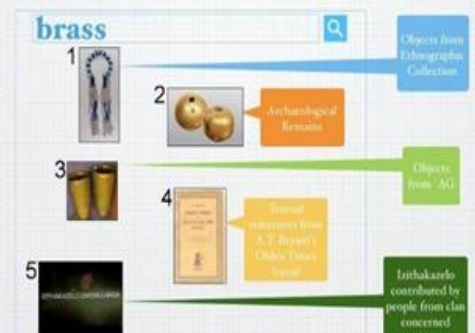 brass
1
Objects from
Ethnographic
Collection
2
Archaeological
Remains
3
Objects
from AG
4
Textual
references from
A.T. Bryant's
Olden Times
5
Izithakazelo
contributed by
people from clan
concerned